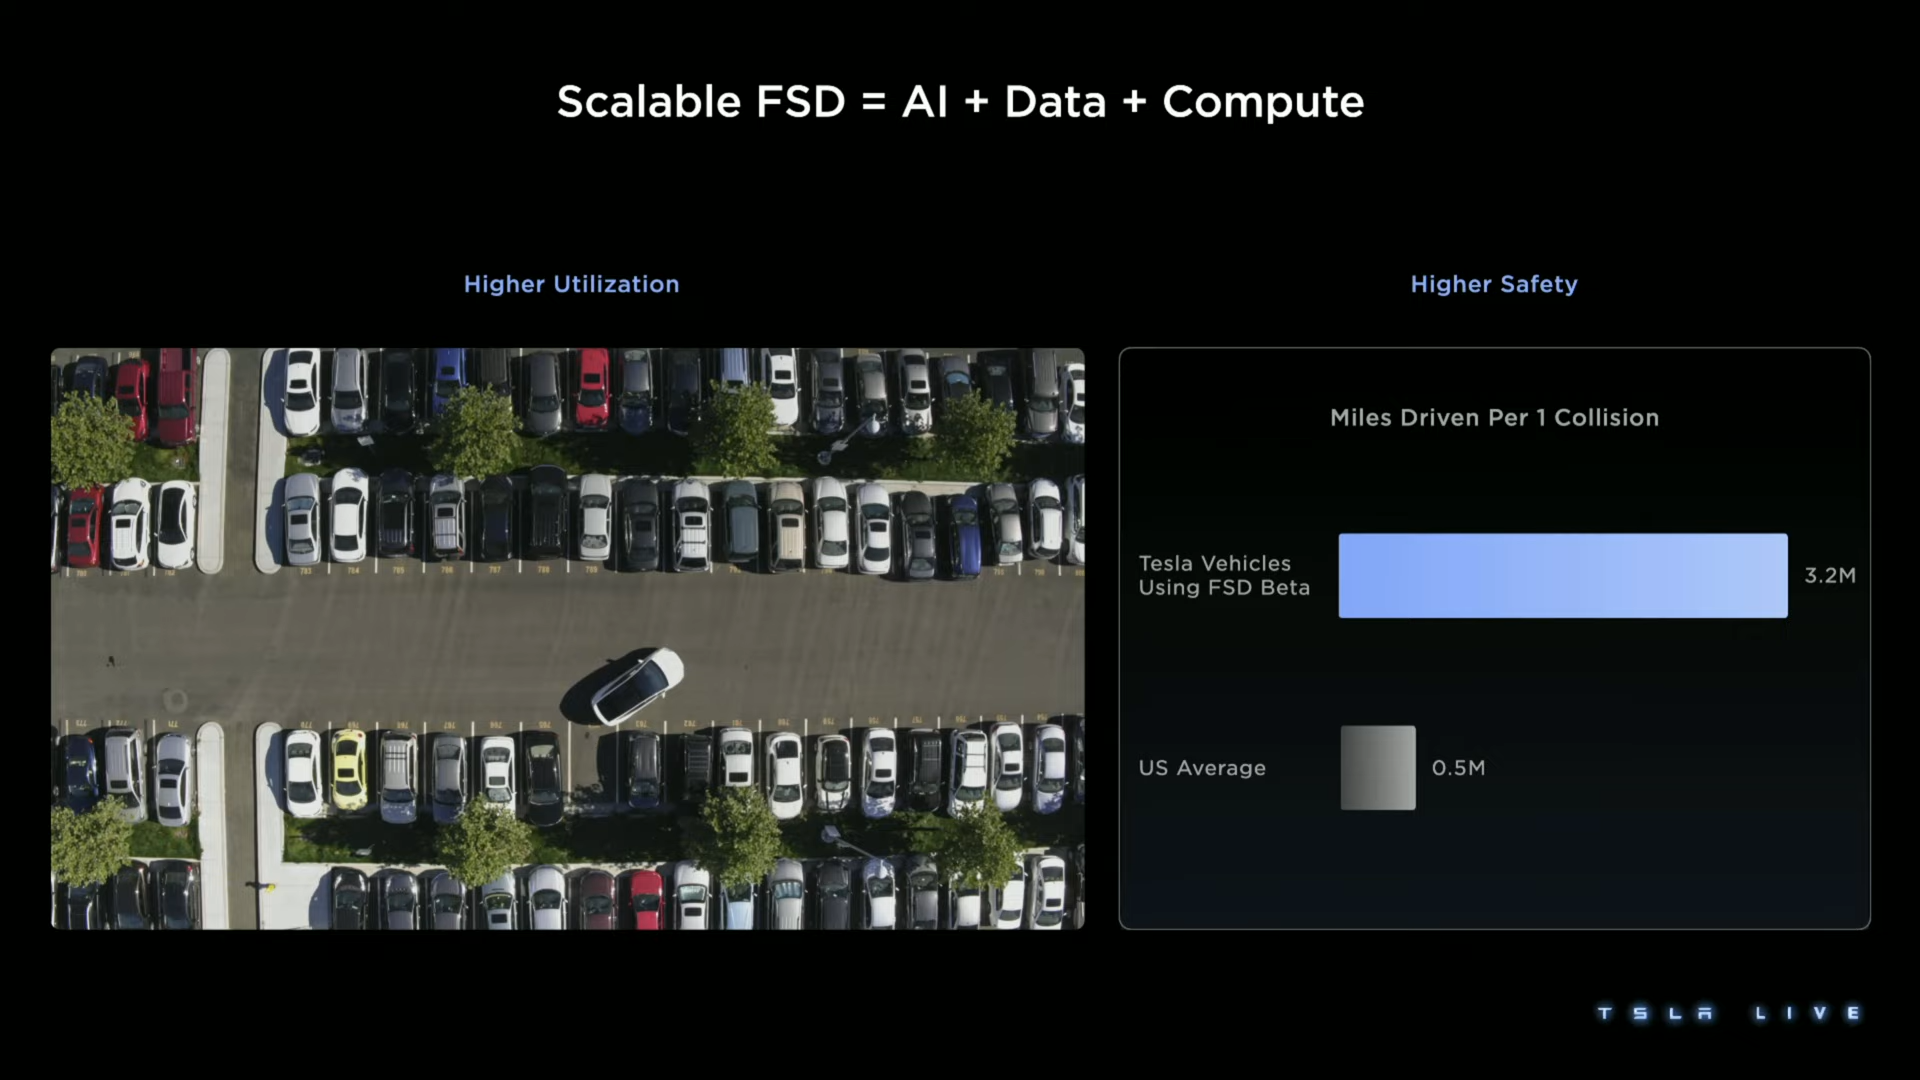 Scalable FSD = AI + Data + Compute
Higher Utilization
Higher Safety
Miles Driven Per 1 Collision
Tesla Vehicles
Using FSD Beta
3.2M
US Average
0.5M
TSLA LIVE